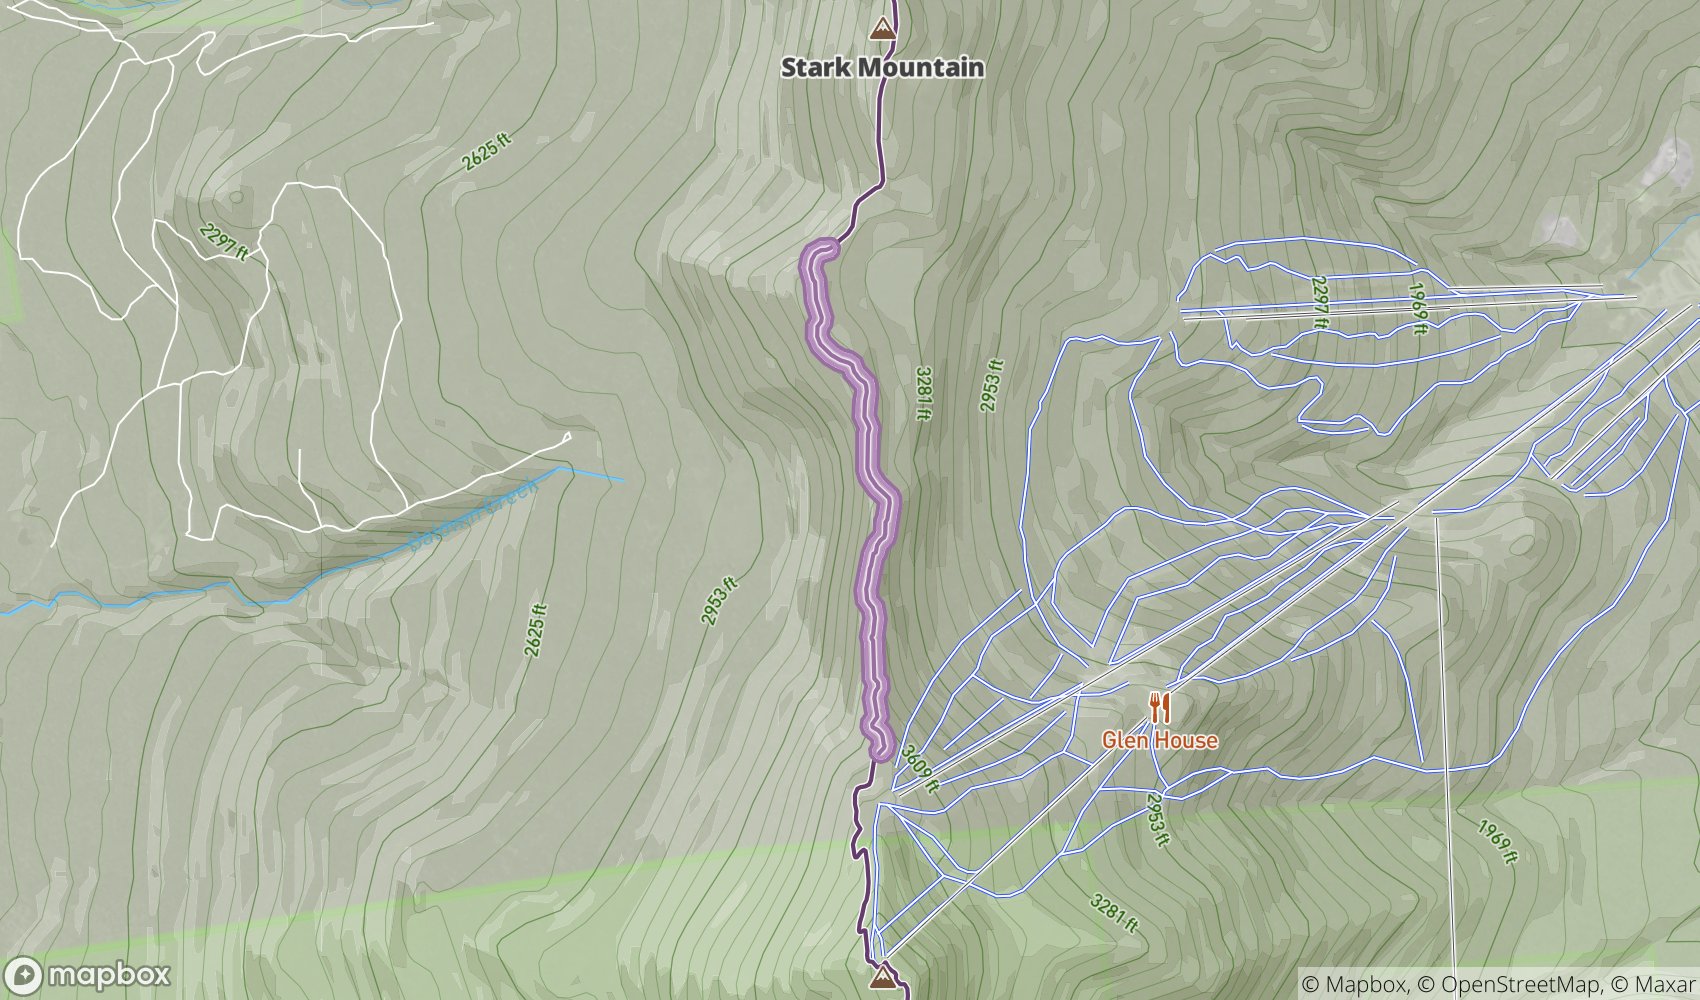 Stark Mountain
2625 ft
2297 ft
2297 ft
1969 ft
3281 ft
2953 ft
2625 ft
2953 ft
Glen House
3609 ft
2953 ft
1969 ft
3281 ft
mapbox
© Mapbox, © OpenStreetMap, © Maxar